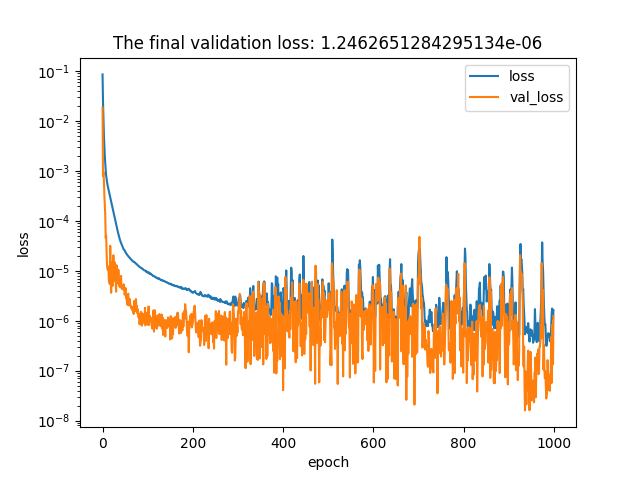 The final validation loss: 1.2462651284295134e-06
loss
val_loss
10⁻¹
10⁻²
10⁻³
10⁻⁴
10⁻⁵
10⁻⁶
10⁻⁷
10⁻⁸
loss
0 200 400 600 800 1000
epoch